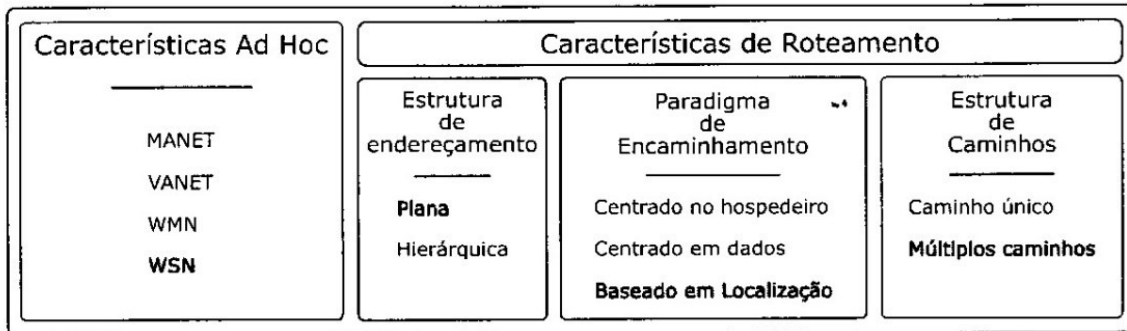 Características Ad Hoc
MANET
VANET
WMN
WSN
Características de Roteamento
Estrutura
de
endereçamento
Plana
Hierárquica
Paradigma
de
Encaminhamento
Centrado no hospedeiro
Centrado em dados
Baseado em Localização
Estrutura
de
Caminhos
Caminho único
Múltiplos caminhos